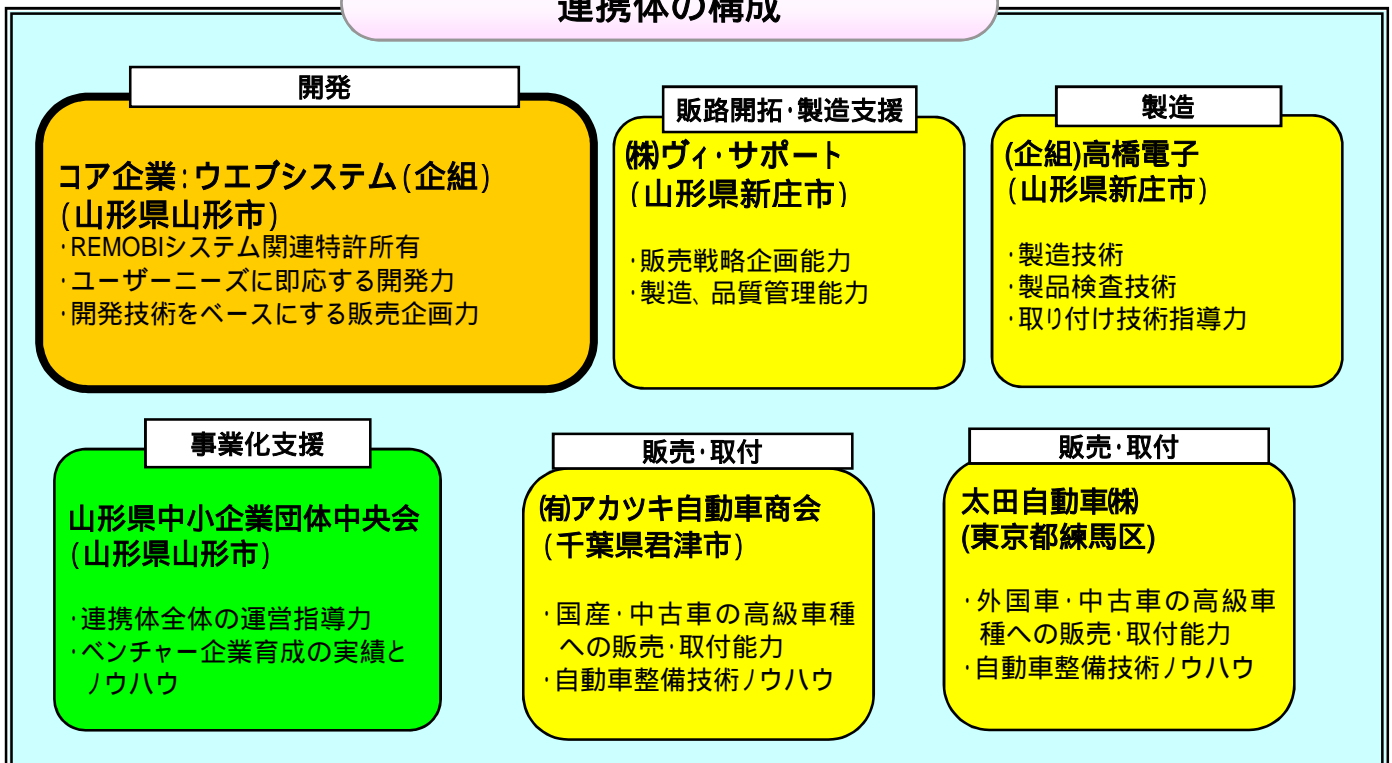 連携体の構成
開発
コア企業:ウエブシステム(企組)
(山形県山形市)
・REMOBIシステム関連特許所有
・ユーザーニーズに即応する開発力
・開発技術をベースにする販売企画力
販路開拓・製造支援
㈱ヴィ・サポート
(山形県新庄市)
・販売戦略企画能力
・製造、品質管理能力
製造
(企組)高橋電子
(山形県新庄市)
・製造技術
・製品検査技術
・取り付け技術指導力
事業化支援
山形県中小企業団体中央会
(山形県山形市)
・連携体全体の運営指導力
・ベンチャー企業育成の実績と
ノウハウ
販売・取付
㈲アカツキ自動車商会
(千葉県君津市)
・国産・中古車の高級車種
への販売・取付能力
・自動車整備技術ノウハウ
販売・取付
太田自動車㈱
(東京都練馬区)
・外国車・中古車の高級車
種への販売・取付能力
・自動車整備技術ノウハウ